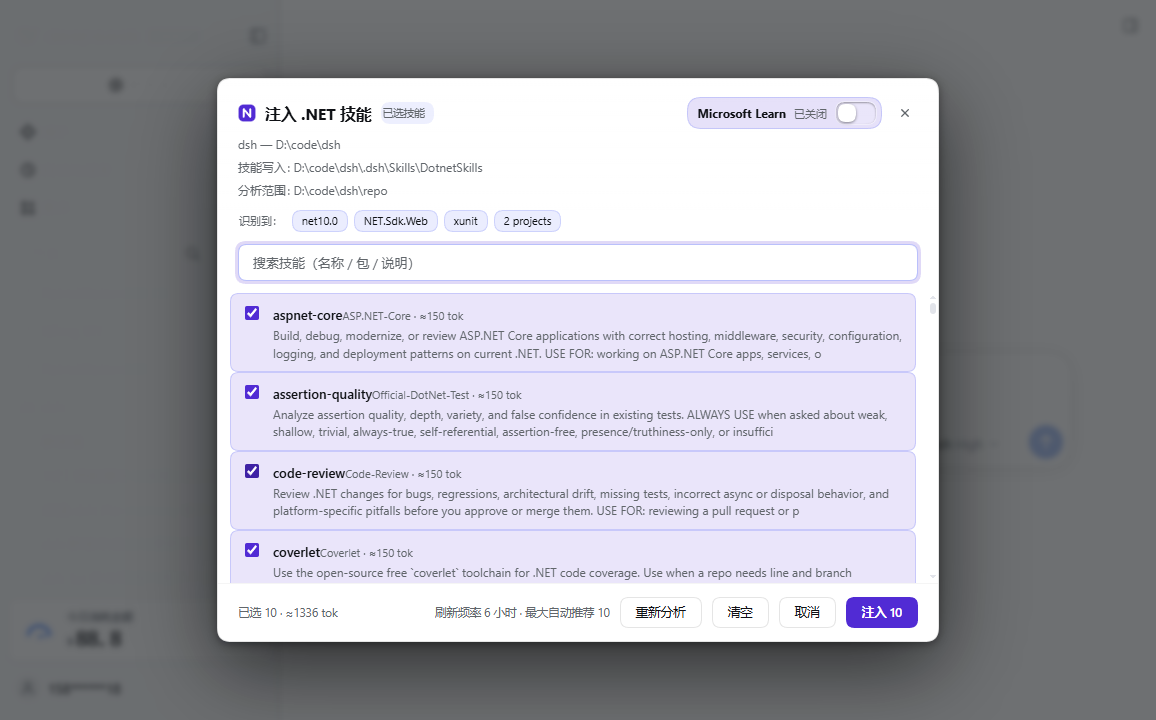 N 注入 .NET 技能 已选技能 Microsoft Learn 已关闭 ×
dsh — D:\code\dsh
技能写入: D:\code\dsh\.dsh\Skills\DotnetSkills
分析范围: D:\code\dsh\repo
识别到: net10.0 NET.Sdk.Web xunit 2 projects
搜索技能（名称 / 包 / 说明）
aspnet-coreASP.NET-Core · ≈150 tok
Build, debug, modernize, or review ASP.NET Core applications with correct hosting, middleware, security, configuration,
logging, and deployment patterns on current .NET. USE FOR: working on ASP.NET Core apps, services, o
assertion-qualityOfficial-DotNet-Test · ≈150 tok
Analyze assertion quality, depth, variety, and false confidence in existing tests. ALWAYS USE when asked about weak,
shallow, trivial, always-true, self-referential, assertion-free, presence/truthiness-only, or insuffici
code-reviewCode-Review · ≈150 tok
Review .NET changes for bugs, regressions, architectural drift, missing tests, incorrect async or disposal behavior, and
platform-specific pitfalls before you approve or merge them. USE FOR: reviewing a pull request or p
coverletCoverlet · ≈150 tok
Use the open-source free `coverlet` toolchain for .NET code coverage. Use when a repo needs line and branch
已选 10 · ≈1336 tok 刷新频率 6 小时 · 最大自动推荐 10 重新分析 清空 取消 注入 10